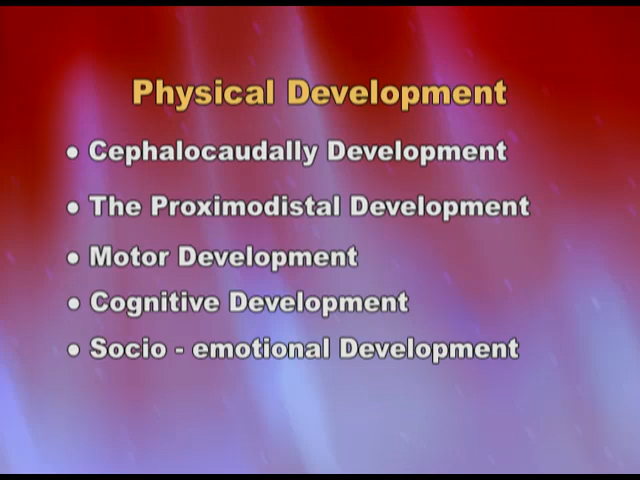 Physical Development
• Cephalocaudally Development
• The Proximodistal Development
• Motor Development
• Cognitive Development
• Socio - emotional Development